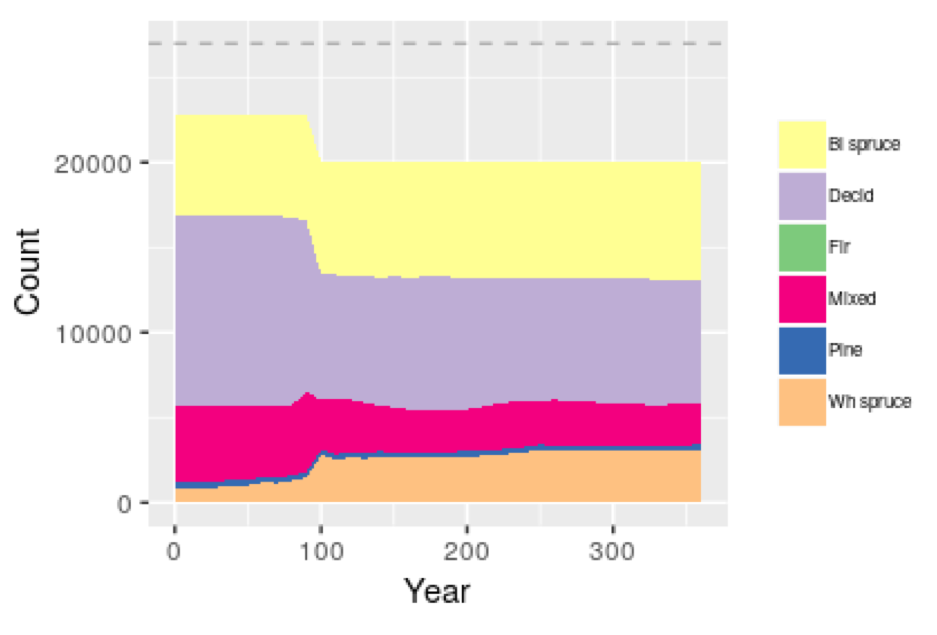 Count
20000
10000
0
0 100 200 300
Year
Bl spruce
Decid
Fir
Mixed
Pine
Wh spruce